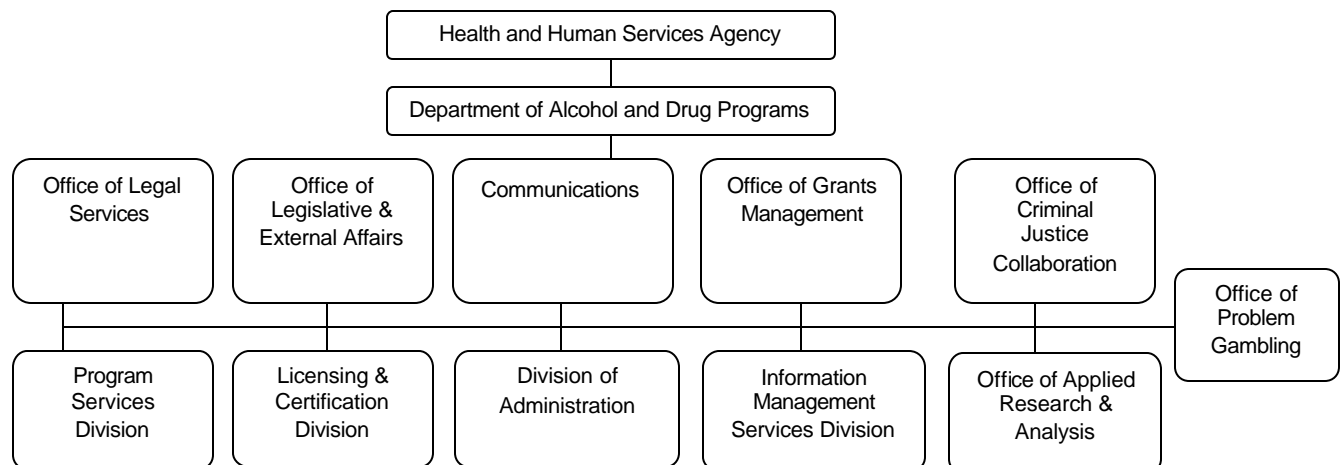 Health and Human Services Agency
Department of Alcohol and Drug Programs
Office of Legal
Services
Office of
Legislative &
External Affairs
Communications
Office of Grants
Management
Office of
Criminal
Justice
Collaboration
Office of
Problem
Gambling
Program
Services
Division
Licensing &
Certification
Division
Division of
Administration
Information
Management
Services Division
Office of Applied
Research &
Analysis